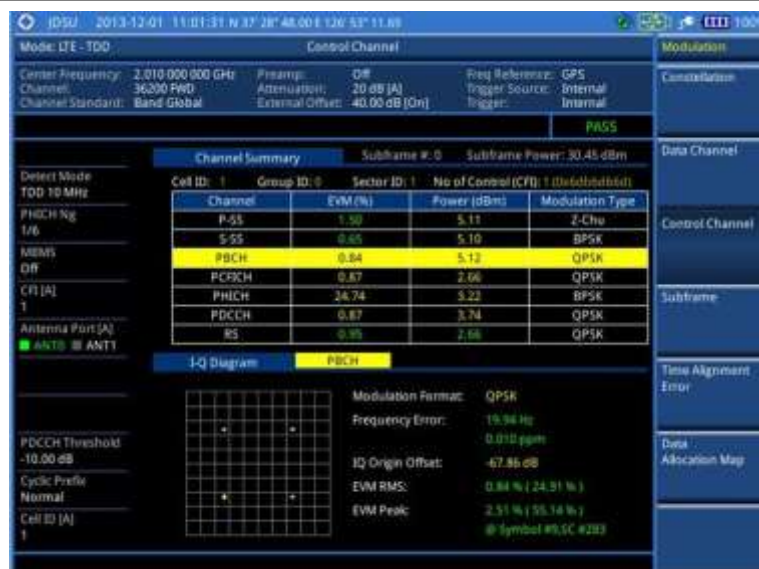 JDSU 2013-12-01 11:01:31 N 37° 28" 48.00 E 126° 53" 11.69 100%
Mode: LTE - TDD Control Channel
Center Frequency: 2.010 000 000 GHz Preamp: Off Freq Reference: GPS
Channel: 36200 FWD Attenuation: 20 dB [A] Trigger Source: Internal
Channel Standard: Band Global External Offset: 40.00 dB [On] Trigger: Internal
PASS
Channel Summary Subframe #: 0 Subframe Power: 30.45 dBm
Cell ID: 1 Group ID: 0 Sector ID: 1 No of Control (CFI): 1
Channel EVM (%) Power (dBm) Modulation Type
P-SS 1.50 5.11 Z-Chu
S-SS 0.65 5.10 BPSK
PBCH 0.84 5.12 QPSK
PCFICH 0.87 2.66 QPSK
PHICH 24.74 5.22 BPSK
PDCCH 0.87 3.74 QPSK
RS 0.95 2.66 QPSK
I-Q Diagram PBCH
Modulation Format: QPSK
Frequency Error: 19.94 Hz
0.010 ppm
IQ Origin Offset: -67.86 dB
EVM RMS: 0.84 % ( 24.91 % )
EVM Peak: 2.51 % ( 55.14 % )
@ Symbol #9,SC #283
Detect Mode
TDD 10 MHz
PHICH Ng
1/6
MBMS
Off
CFI [A]
1
Antenna Port [A]
ANT0 ANT1
PDCCH Threshold
-10.00 dB
Cyclic Prefix
Normal
Cell ID [A]
1
Modulation
Constellation
Data Channel
Control Channel
Subframe
Time Alignment
Error
Data
Allocation Map